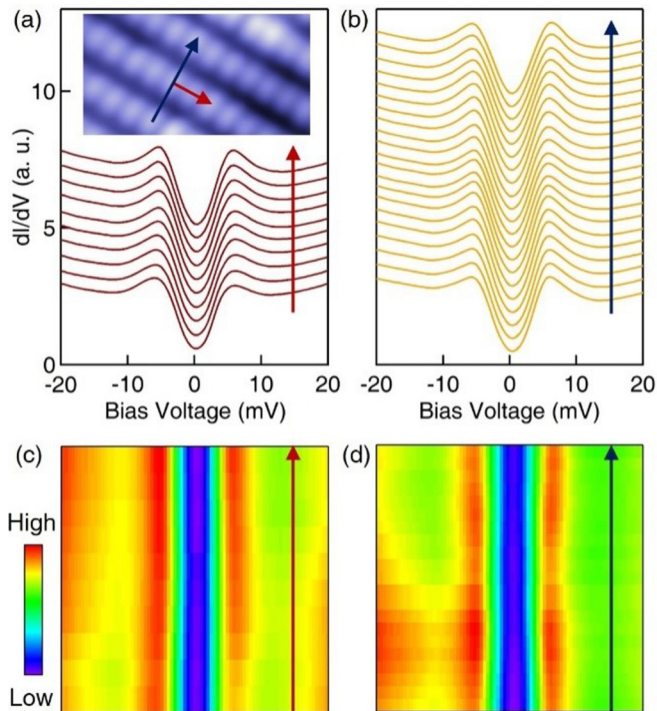 (a)
(b)
dI/dV (a. u.)
10
5
0
-20 -10 0 10 20
-20 -10 0 10 20
Bias Voltage (mV)
Bias Voltage (mV)
(c)
(d)
High
Low